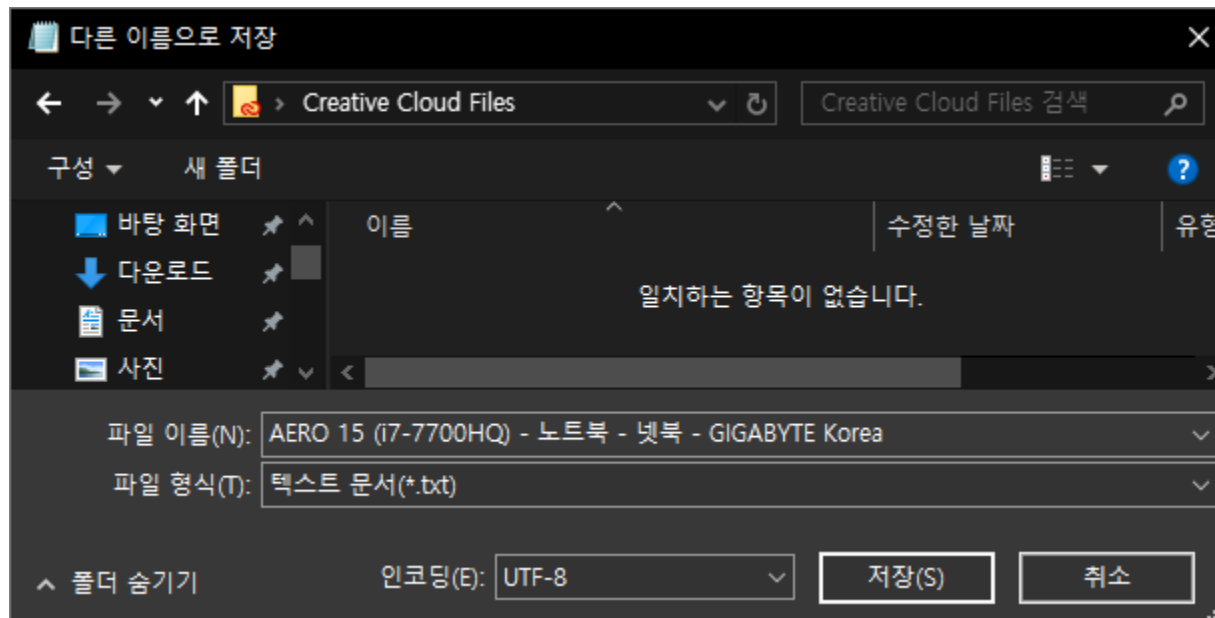 다른 이름으로 저장
Creative Cloud Files
Creative Cloud Files 검색
구성
새 폴더
바탕 화면
다운로드
문서
사진
이름
수정한 날짜
유형
일치하는 항목이 없습니다.
파일 이름(N): AERO 15 (i7-7700HQ) - 노트북 - 넷북 - GIGABYTE Korea
파일 형식(T): 텍스트 문서(*.txt)
폴더 숨기기
인코딩(E): UTF-8
저장(S)
취소